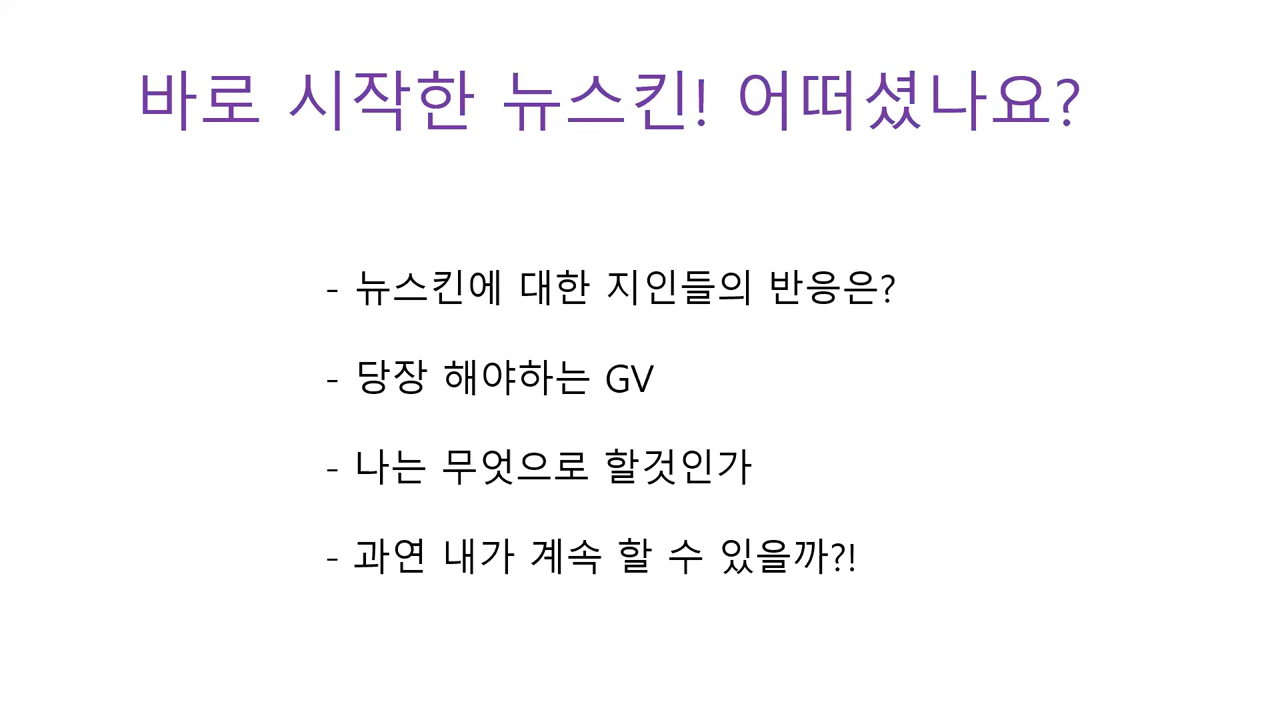 바로 시작한 뉴스킨! 어떠셨나요?
- 뉴스킨에 대한 지인들의 반응은?
- 당장 해야하는 GV
- 나는 무엇으로 할것인가
- 과연 내가 계속 할 수 있을까?!